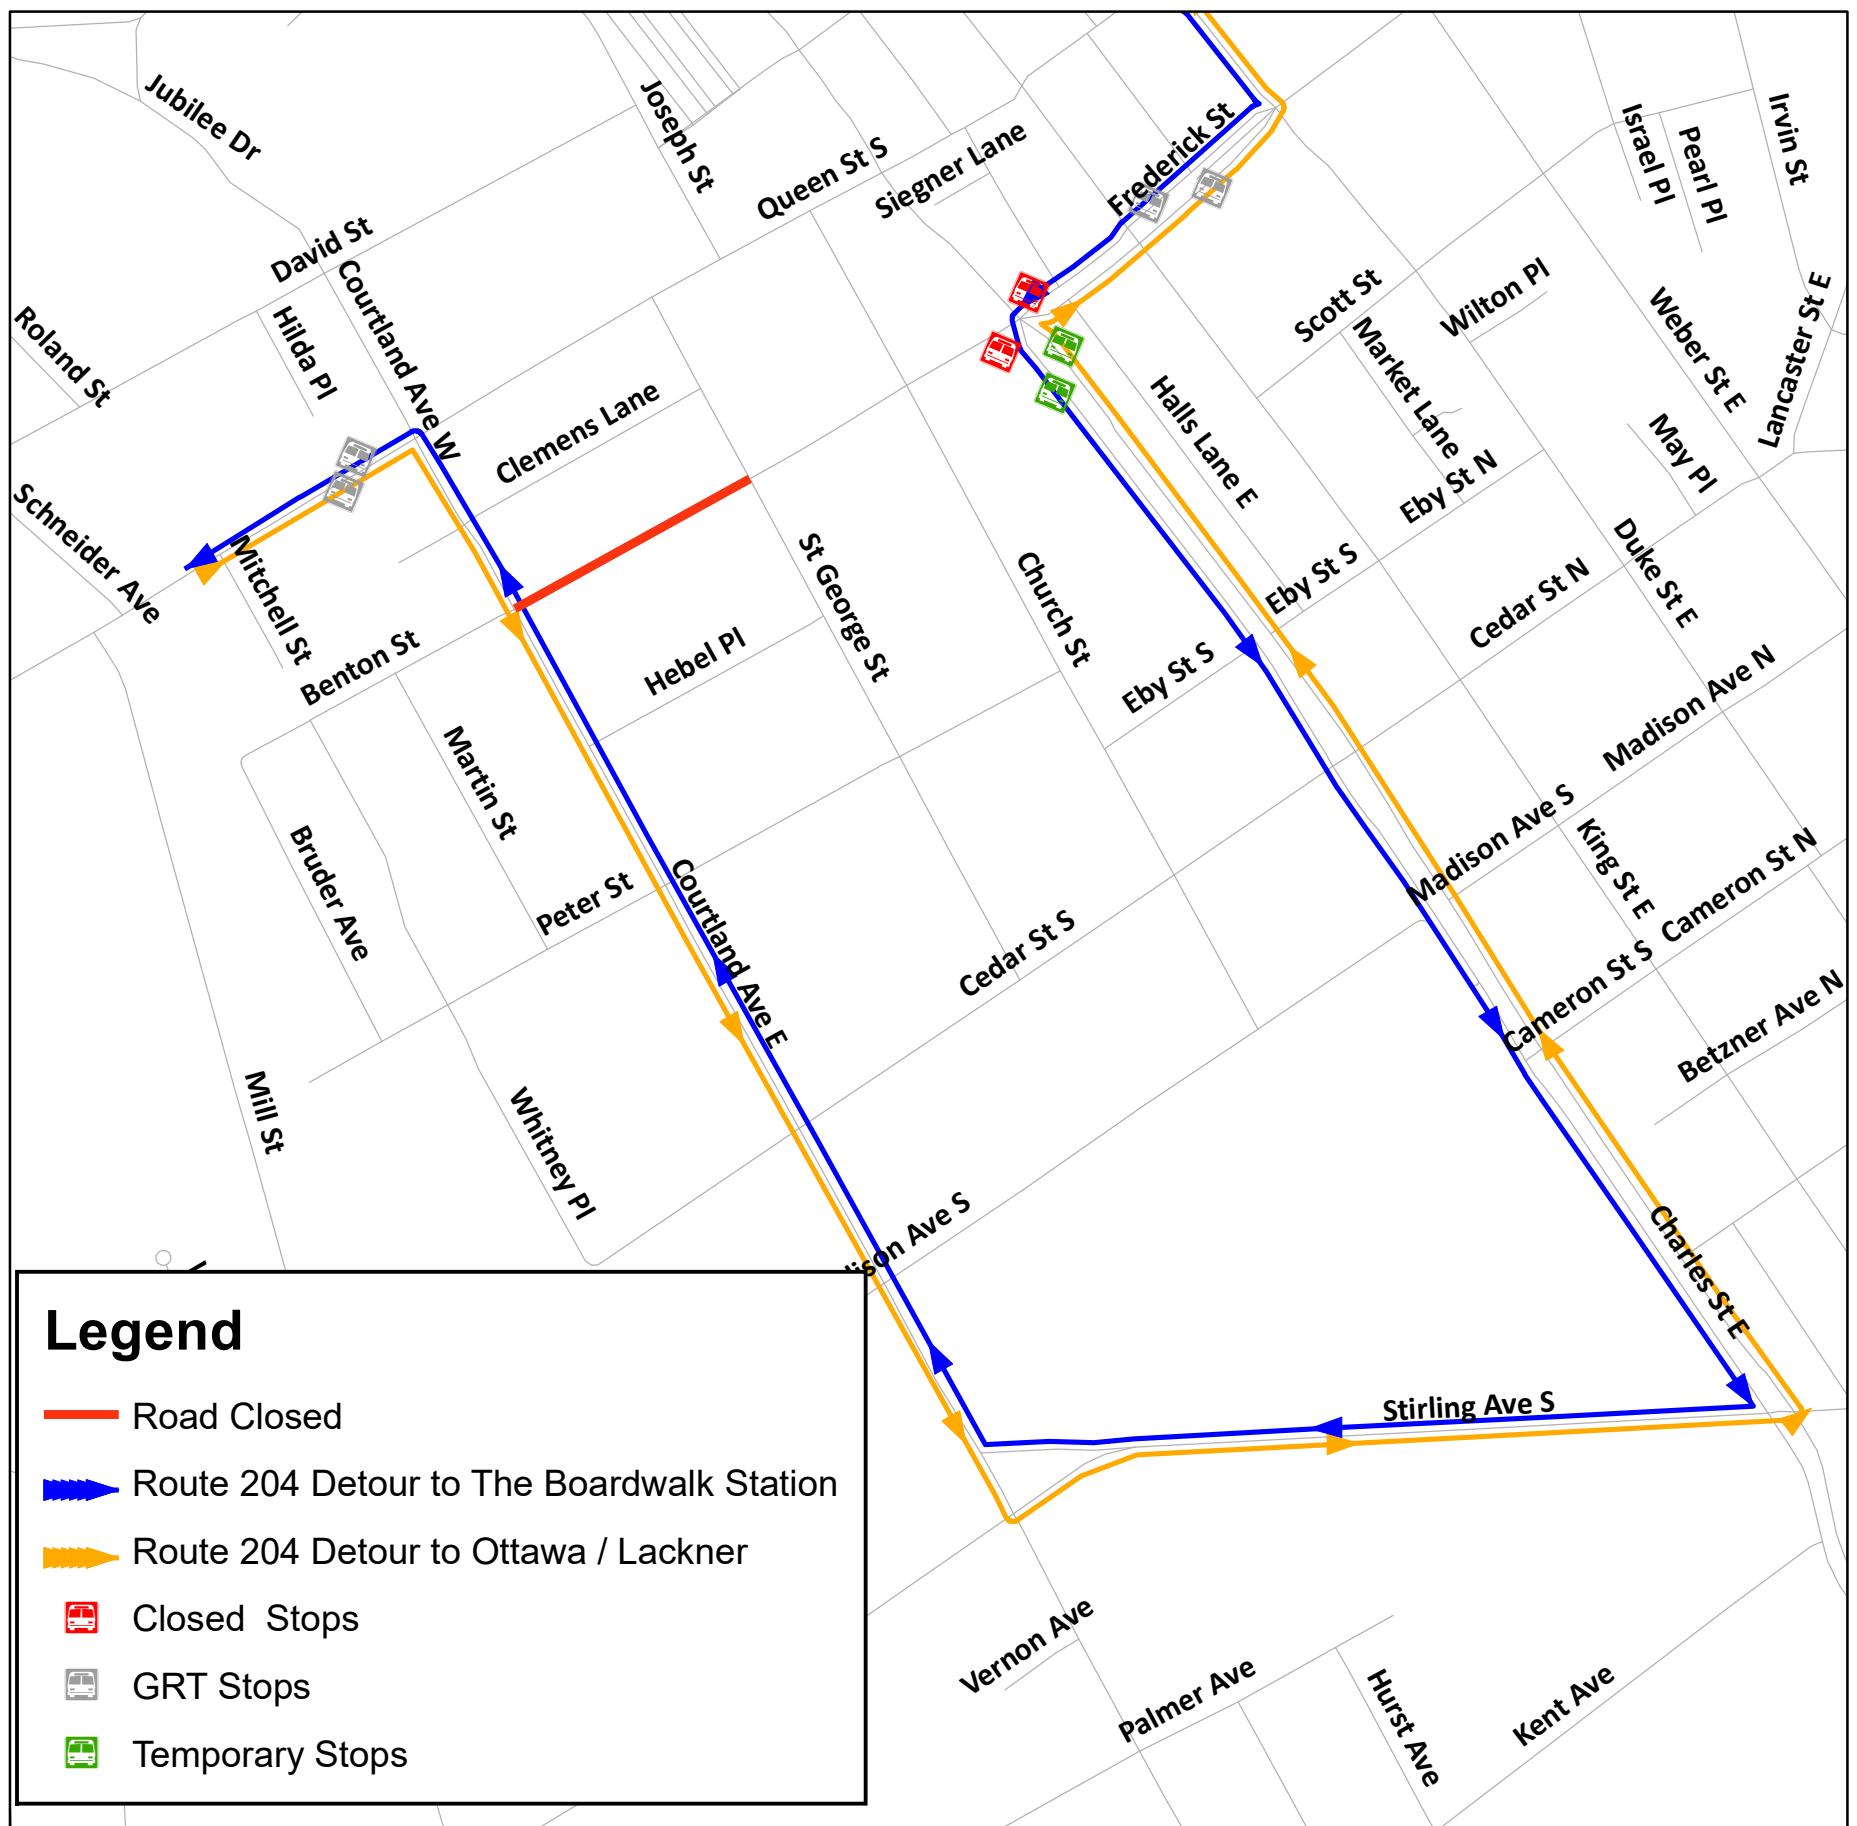 Jubilee Dr
Joseph St
Queen St S
Siegner Lane
Frederick St
Israel Pl
Pearl Pl
Irvin St
David St
Courtland Ave W
Hilda Pl
Roland St
Scott St
Wilton Pl
Market Lane
Weber St E
Lancaster St E
Clemens Lane
Halls Lane E
May Pl
Eby St N
Schneider Ave
Mitchell St
Benton St
Hebel Pl
St George St
Church St
Eby St S
Eby St S
Cedar St N
Duke St E
Madison Ave N
Martin St
Bruder Ave
Peter St
Courtland Ave E
Cedar St S
Madison Ave S
King St E
Cameron St N
Cameron St S
Betzner Ave N
Mill St
Whitney Pl
ison Ave S
Charles St E
Stirling Ave S
Legend
Road Closed
Route 204 Detour to The Boardwalk Station
Route 204 Detour to Ottawa / Lackner
Closed  Stops
GRT Stops
Temporary Stops
Vernon Ave
Palmer Ave
Hurst Ave
Kent Ave